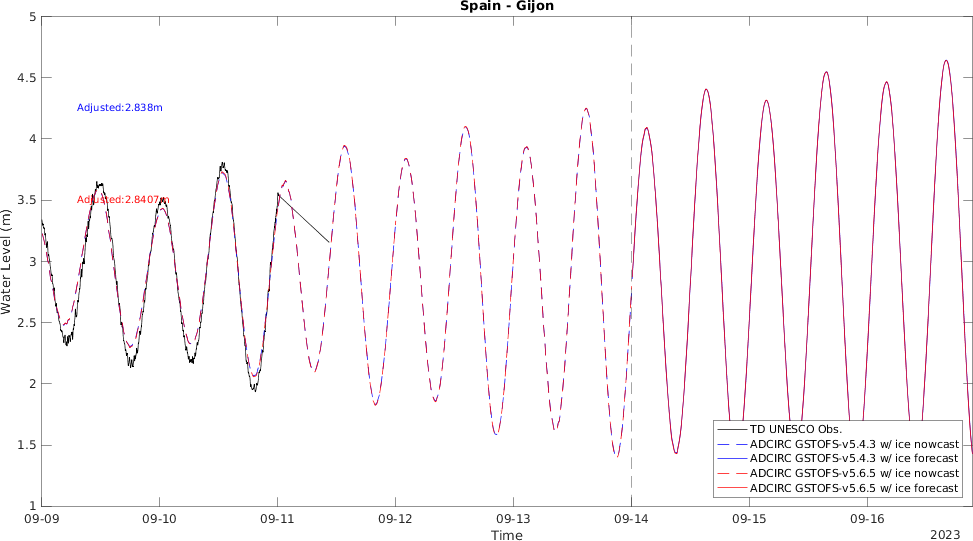 Spain - Gijon
5
4.5
4
3.5
3
2.5
2
1.5
1
Water Level (m)
Adjusted:2.838m
Adjusted:2.8407m
TD UNESCO Obs.
ADCIRC GSTOFS-v5.4.3 w/ ice nowcast
ADCIRC GSTOFS-v5.4.3 w/ ice forecast
ADCIRC GSTOFS-v5.6.5 w/ ice nowcast
ADCIRC GSTOFS-v5.6.5 w/ ice forecast
09-09 09-10 09-11 09-12 09-13 09-14 09-15 09-16
Time
2023